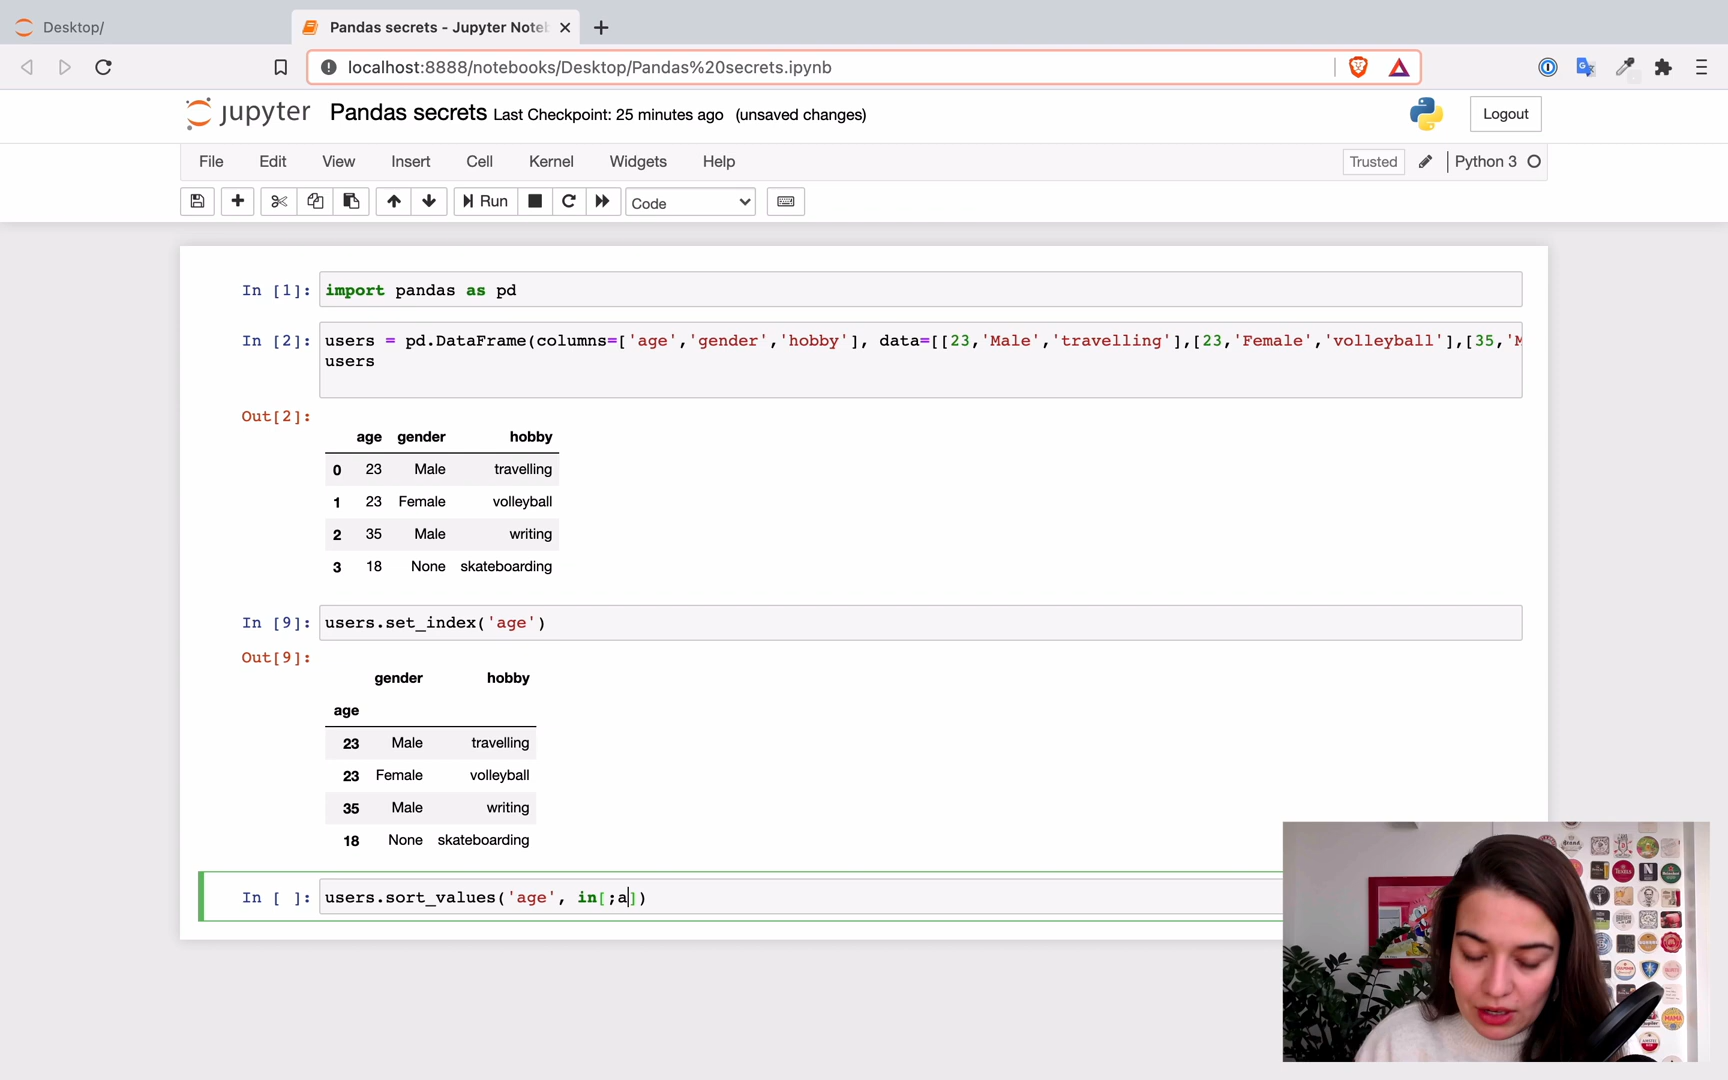 Desktop/
Pandas secrets - Jupyter Noteb
localhost:8888/notebooks/Desktop/Pandas%20secrets.ipynb
jupyter Pandas secrets Last Checkpoint: 25 minutes ago (unsaved changes)
Logout
File Edit View Insert Cell Kernel Widgets Help
Trusted Python 3
Run Code
In [1]: import pandas as pd
In [2]: users = pd.DataFrame(columns=['age','gender','hobby'], data=[[23,'Male','travelling'],[23,'Female','volleyball'],[35,'M
users
Out[2]:
age gender hobby
0 23 Male travelling
1 23 Female volleyball
2 35 Male writing
3 18 None skateboarding
In [9]: users.set_index('age')
Out[9]:
gender hobby
age
23 Male travelling
23 Female volleyball
35 Male writing
18 None skateboarding
In [ ]: users.sort_values('age', in[;a])